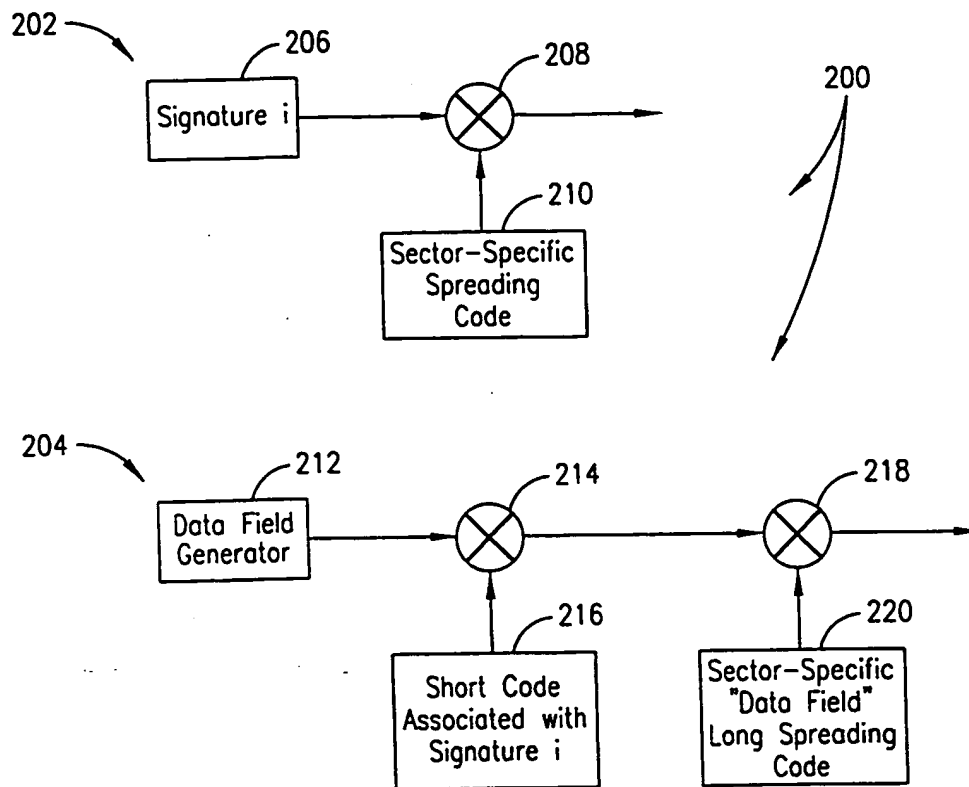 202
206
208
200
Signature i
210
Sector-Specific
Spreading
Code
204
212
214
218
Data Field
Generator
216
220
Short Code
Associated with
Signature i
Sector-Specific
"Data Field"
Long Spreading
Code